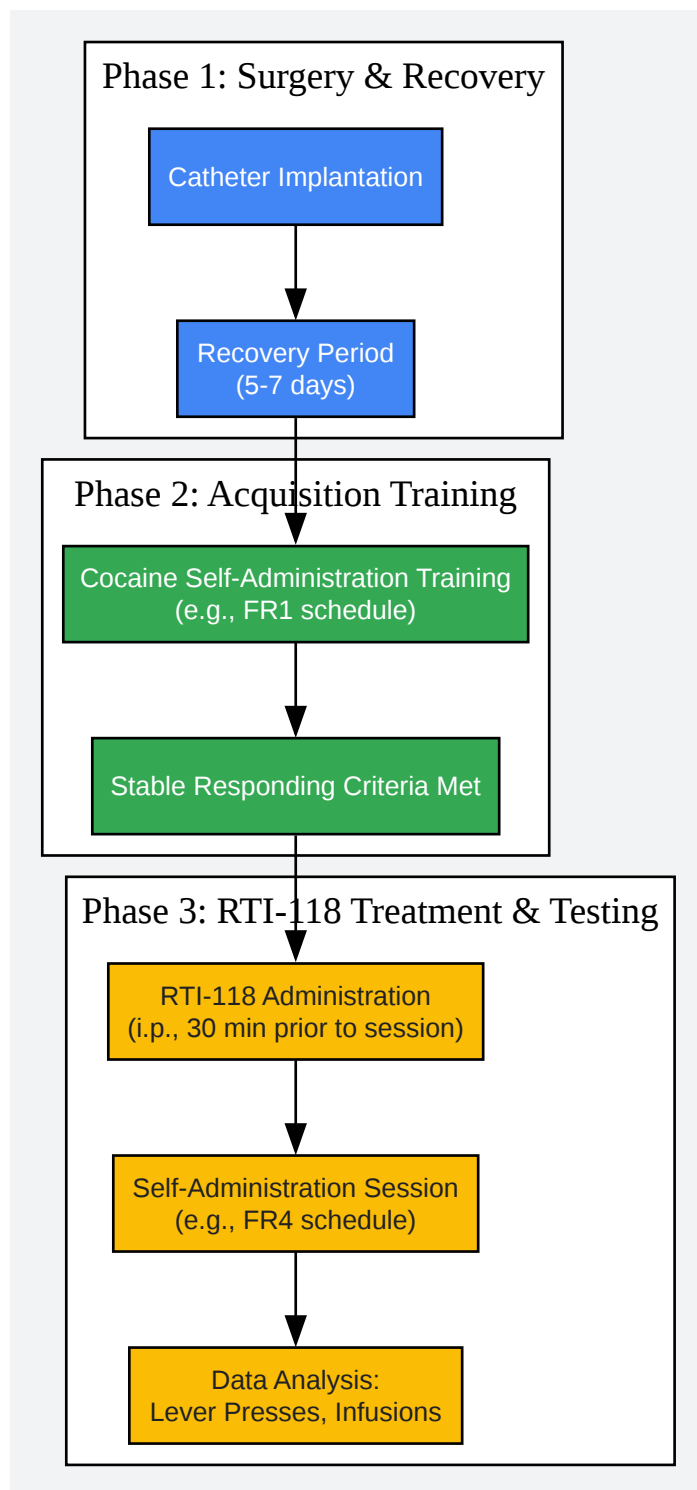 Phase 1: Surgery & Recovery
Catheter Implantation
Recovery Period
(5-7 days)
Phase 2: Acquisition Training
Cocaine Self-Administration Training
(e.g., FR1 schedule)
Stable Responding Criteria Met
Phase 3: RTI-118 Treatment & Testing
RTI-118 Administration
(i.p., 30 min prior to session)
Self-Administration Session
(e.g., FR4 schedule)
Data Analysis:
Lever Presses, Infusions